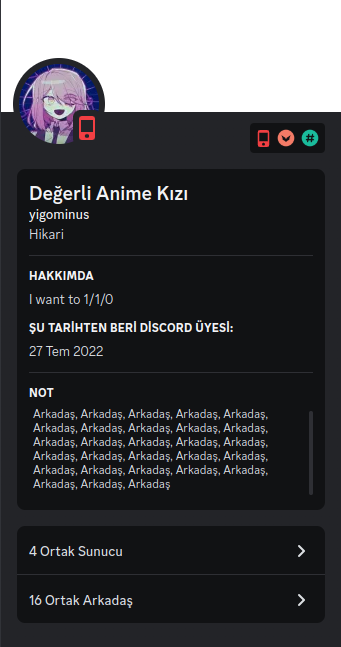 Değerli Anime Kızı
yigominus
Hikari
HAKKIMDA
I want to 1/1/0
ŞU TARİHTEN BERİ DİSCORD ÜYESİ:
27 Tem 2022
NOT
Arkadaş, Arkadaş, Arkadaş, Arkadaş, Arkadaş,
Arkadaş, Arkadaş, Arkadaş, Arkadaş, Arkadaş,
Arkadaş, Arkadaş, Arkadaş, Arkadaş, Arkadaş,
Arkadaş, Arkadaş, Arkadaş, Arkadaş, Arkadaş,
Arkadaş, Arkadaş, Arkadaş, Arkadaş, Arkadaş,
Arkadaş, Arkadaş, Arkadaş
4 Ortak Sunucu
16 Ortak Arkadaş